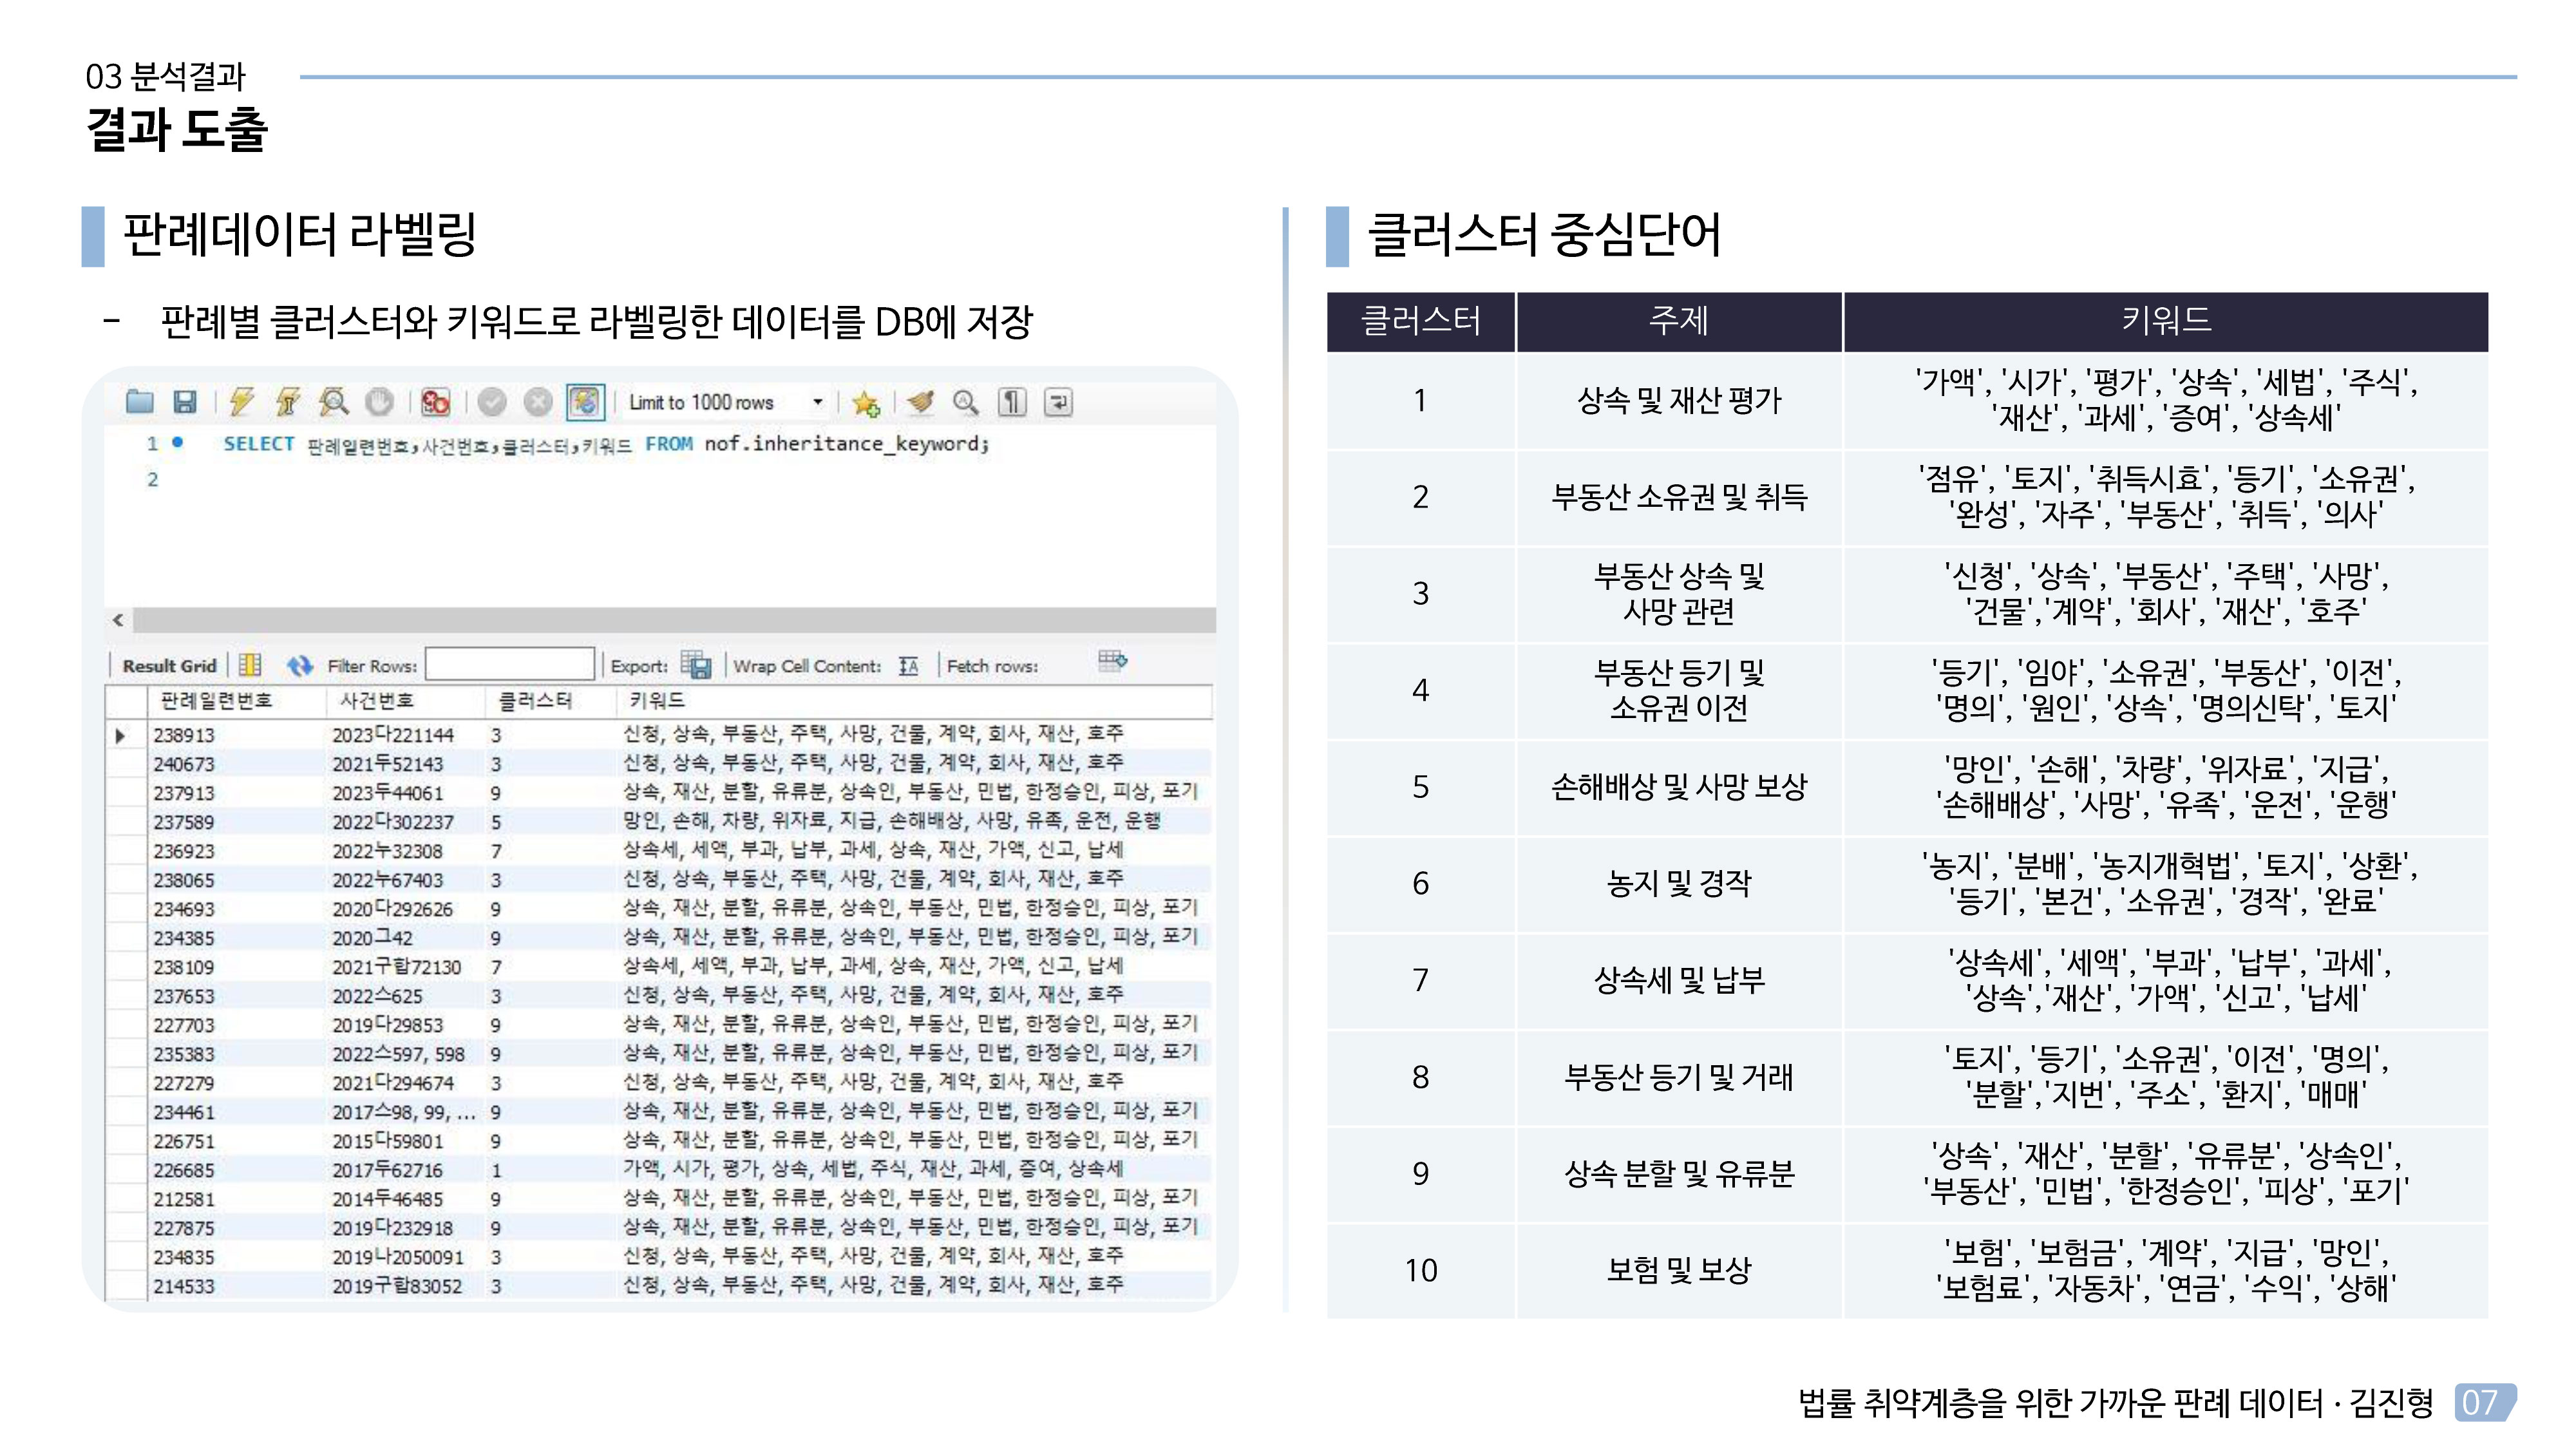 03 분석결과
결과 도출
판례데이터 라벨링
- 판례별 클러스터와 키워드로 라벨링한 데이터를 DB에 저장
Limit to 1000 rows
1 SELECT 판례일련번호,사건번호,클러스터,키워드 FROM nof.inheritance_keyword;
2
Result Grid Filter Rows: Export: Wrap Cell Content: Fetch rows:
판례일련번호 사건번호 클러스터 키워드
238913 2023다221144 3 신청, 상속, 부동산, 주택, 사망, 건물, 계약, 회사, 재산, 호주
240673 2021두52143 3 신청, 상속, 부동산, 주택, 사망, 건물, 계약, 회사, 재산, 호주
237913 2023두44061 9 상속, 재산, 분할, 유류분, 상속인, 부동산, 민법, 한정승인, 피상, 포기
237589 2022다302237 5 망인, 손해, 차량, 위자료, 지급, 손해배상, 사망, 유족, 운전, 운행
236923 2022누32308 7 상속세, 세액, 부과, 납부, 과세, 상속, 재산, 가액, 신고, 납세
238065 2022누67403 3 신청, 상속, 부동산, 주택, 사망, 건물, 계약, 회사, 재산, 호주
234693 2020다292626 9 상속, 재산, 분할, 유류분, 상속인, 부동산, 민법, 한정승인, 피상, 포기
234385 2020그42 9 상속, 재산, 분할, 유류분, 상속인, 부동산, 민법, 한정승인, 피상, 포기
238109 2021구합72130 7 상속세, 세액, 부과, 납부, 과세, 상속, 재산, 가액, 신고, 납세
237653 2022스625 3 신청, 상속, 부동산, 주택, 사망, 건물, 계약, 회사, 재산, 호주
227703 2019다29853 9 상속, 재산, 분할, 유류분, 상속인, 부동산, 민법, 한정승인, 피상, 포기
235383 2022스597, 598 9 상속, 재산, 분할, 유류분, 상속인, 부동산, 민법, 한정승인, 피상, 포기
227279 2021다294674 3 신청, 상속, 부동산, 주택, 사망, 건물, 계약, 회사, 재산, 호주
234461 2017스98, 99, ... 9 상속, 재산, 분할, 유류분, 상속인, 부동산, 민법, 한정승인, 피상, 포기
226751 2015다59801 9 상속, 재산, 분할, 유류분, 상속인, 부동산, 민법, 한정승인, 피상, 포기
226685 2017두62716 1 가액, 시가, 평가, 상속, 세법, 주식, 재산, 과세, 증여, 상속세
212581 2014두46485 9 상속, 재산, 분할, 유류분, 상속인, 부동산, 민법, 한정승인, 피상, 포기
227875 2019다232918 9 상속, 재산, 분할, 유류분, 상속인, 부동산, 민법, 한정승인, 피상, 포기
234835 2019나2050091 3 신청, 상속, 부동산, 주택, 사망, 건물, 계약, 회사, 재산, 호주
214533 2019구합83052 3 신청, 상속, 부동산, 주택, 사망, 건물, 계약, 회사, 재산, 호주
클러스터 중심단어
클러스터 주제 키워드
1 상속 및 재산 평가 '가액', '시가', '평가', '상속', '세법', '주식',
'재산', '과세', '증여', '상속세'
2 부동산 소유권 및 취득 '점유', '토지', '취득시효', '등기', '소유권',
'완성', '자주', '부동산', '취득', '의사'
3 부동산 상속 및
사망 관련 '신청', '상속', '부동산', '주택', '사망',
'건물', '계약', '회사', '재산', '호주'
4 부동산 등기 및
소유권 이전 '등기', '임야', '소유권', '부동산', '이전',
'명의', '원인', '상속', '명의신탁', '토지'
5 손해배상 및 사망 보상 '망인', '손해', '차량', '위자료', '지급',
'손해배상', '사망', '유족', '운전', '운행'
6 농지 및 경작 '농지', '분배', '농지개혁법', '토지', '상환',
'등기', '본건', '소유권', '경작', '완료'
7 상속세 및 납부 '상속세', '세액', '부과', '납부', '과세',
'상속', '재산', '가액', '신고', '납세'
8 부동산 등기 및 거래 '토지', '등기', '소유권', '이전', '명의',
'분할', '지번', '주소', '환지', '매매'
9 상속 분할 및 유류분 '상속', '재산', '분할', '유류분', '상속인',
'부동산', '민법', '한정승인', '피상', '포기'
10 보험 및 보상 '보험', '보험금', '계약', '지급', '망인',
'보험료', '자동차', '연금', '수익', '상해'
법률 취약계층을 위한 가까운 판례 데이터 · 김진형 07